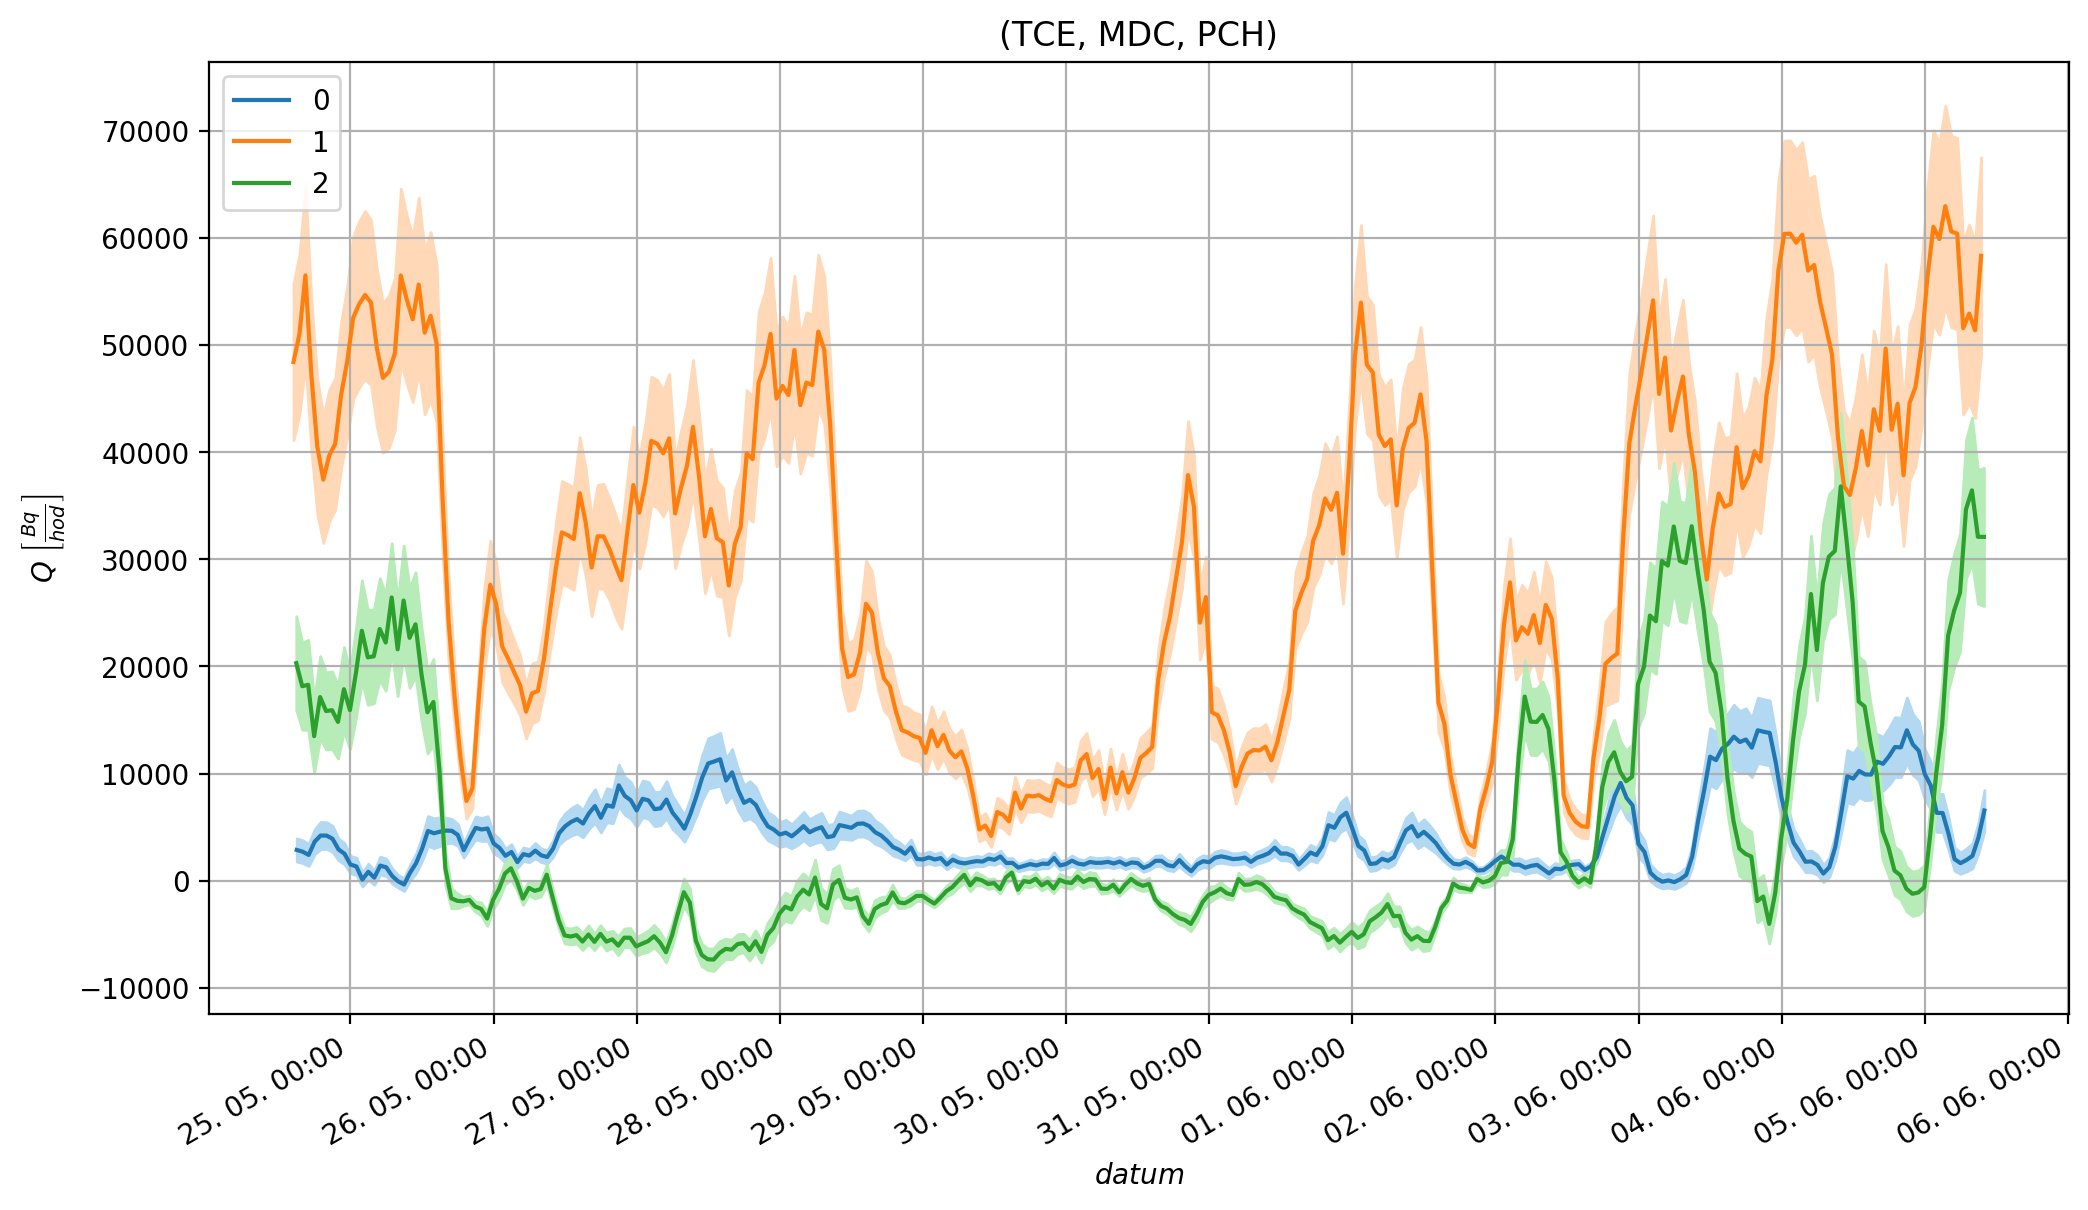 (TCE, MDC, PCH)
0
1
2
70000
60000
50000
40000
30000
20000
10000
0
−10000
Q [Bq/hod]
25. 05. 00:00
26. 05. 00:00
27. 05. 00:00
28. 05. 00:00
29. 05. 00:00
30. 05. 00:00
31. 05. 00:00
01. 06. 00:00
02. 06. 00:00
03. 06. 00:00
04. 06. 00:00
05. 06. 00:00
06. 06. 00:00
datum